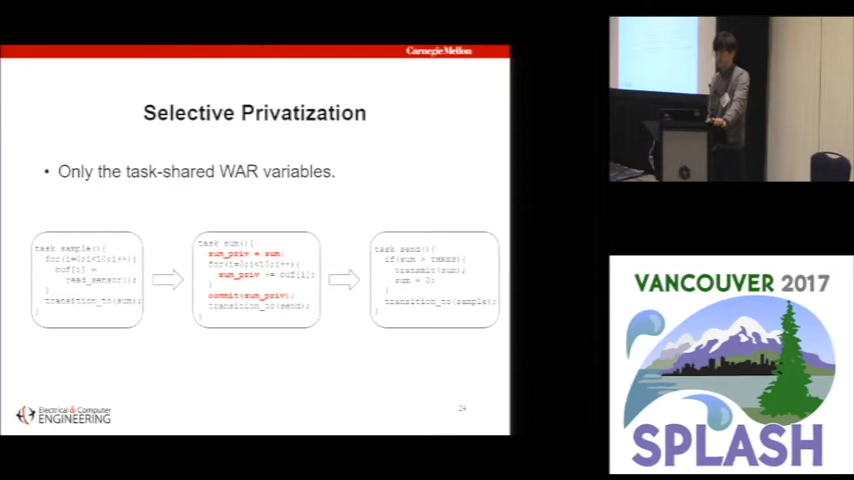 Carnegie Mellon
Selective Privatization
• Only the task-shared WAR variables.
task sample(){
for(i=0;i<10;i++){
buf[i] =
read_sensor();
}
transition_to(sum);
}
task sum(){
sum_priv = sum;
for(i=0;i<10;i++){
sum_priv += buf[i];
}
commit(sum_priv);
transition_to(send);
}
task send(){
if(sum > THRES){
transmit(sum);
sum = 0;
}
transition_to(sample);
}
Electrical & Computer
ENGINEERING
24
VANCOUVER 2017
SPLASH